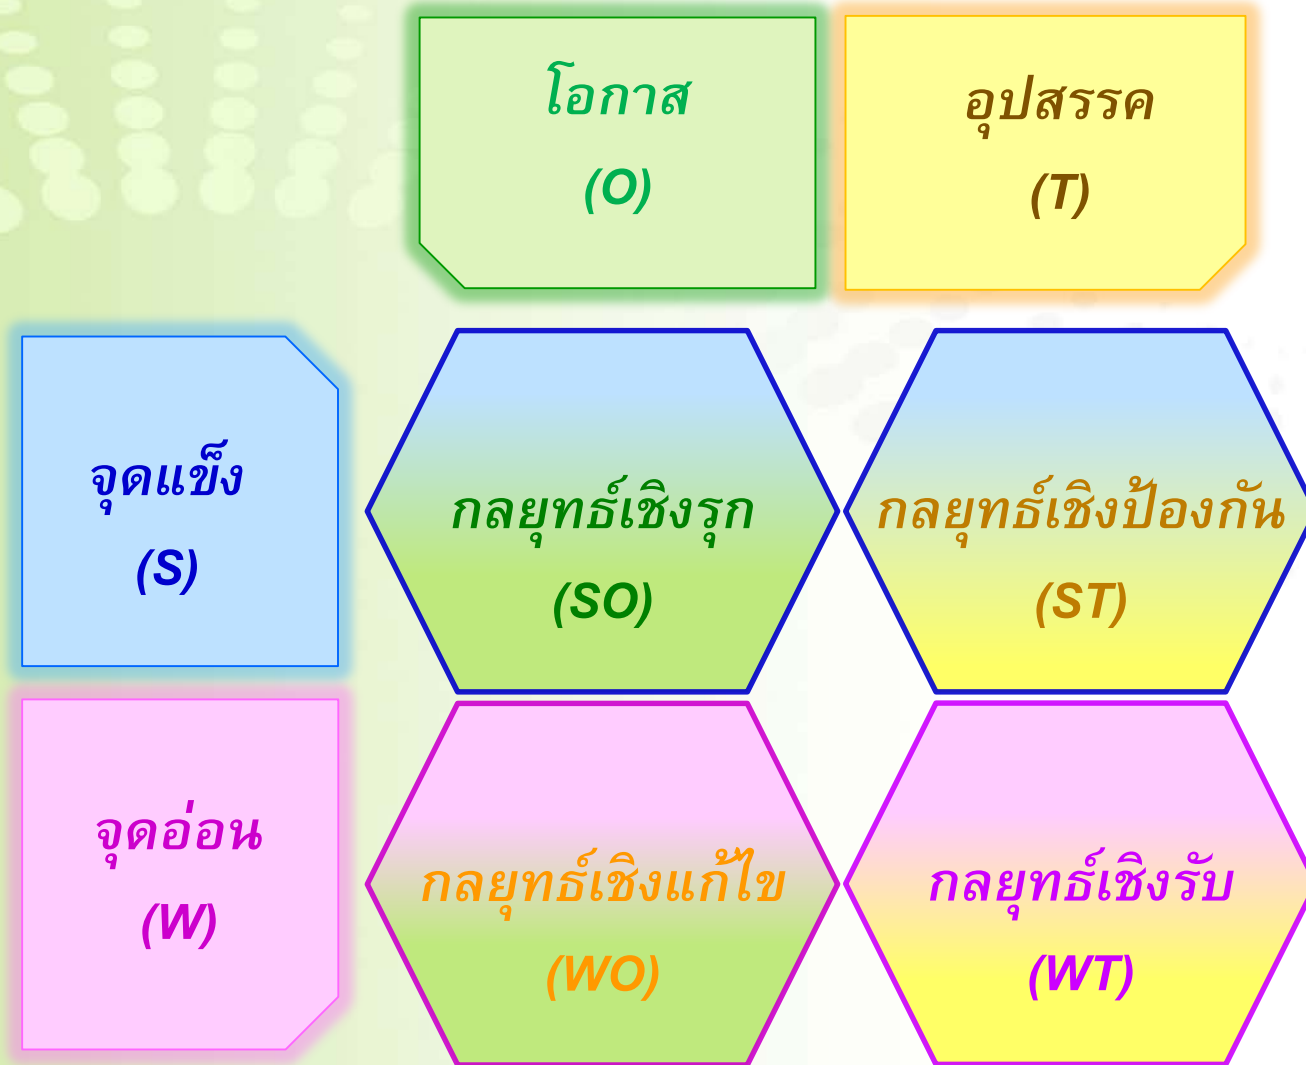 โอกาส
(O)
อุปสรรค
(T)
จุดแข็ง
(S)
กลยุทธ์เชิงรุก
(SO)
กลยุทธ์เชิงป้องกัน
(ST)
จุดอ่อน
(W)
กลยุทธ์เชิงแก้ไข
(WO)
กลยุทธ์เชิงรับ
(WT)